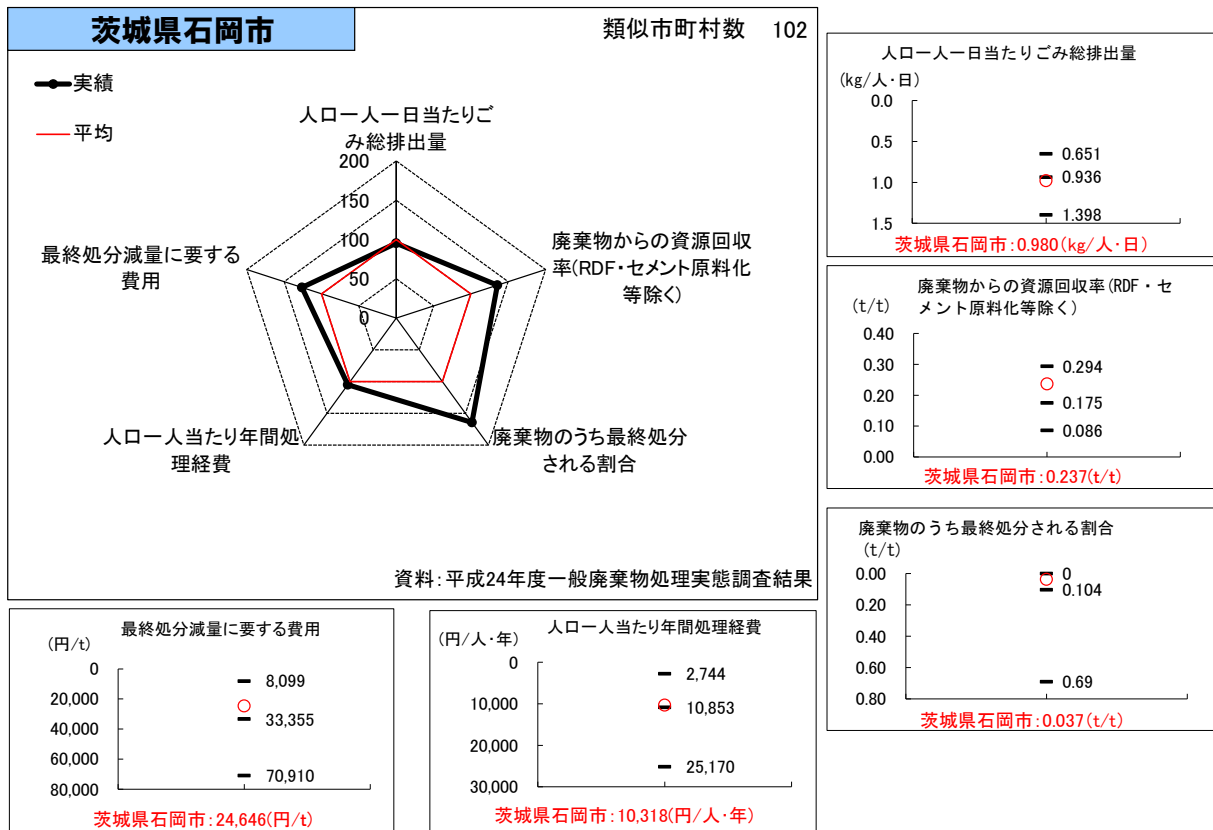 茨城県石岡市
類似市町村数 102
実績
平均
人口一人一日当たりご
み総排出量
200
150
100
50
0
廃棄物からの資源回収
率(RDF・セメント原料化
等除く)
廃棄物のうち最終処分
される割合
人口一人当たり年間処
理経費
最終処分減量に要する
費用
資料:平成24年度一般廃棄物処理実態調査結果
人口一人一日当たりごみ総排出量
(kg/人・日)
0.0
0.5
1.0
1.5
0.651
0.936
1.398
茨城県石岡市:0.980(kg/人・日)
廃棄物からの資源回収率(RDF・セ
メント原料化等除く)
(t/t)
0.40
0.30
0.20
0.10
0.00
0.294
0.175
0.086
茨城県石岡市:0.237(t/t)
廃棄物のうち最終処分される割合
(t/t)
0.00
0.20
0.40
0.60
0.80
0
0.104
0.69
茨城県石岡市:0.037(t/t)
最終処分減量に要する費用
(円/t)
0
20,000
40,000
60,000
80,000
8,099
33,355
70,910
茨城県石岡市:24,646(円/t)
人口一人当たり年間処理経費
(円/人・年)
0
10,000
20,000
30,000
2,744
10,853
25,170
茨城県石岡市:10,318(円/人・年)